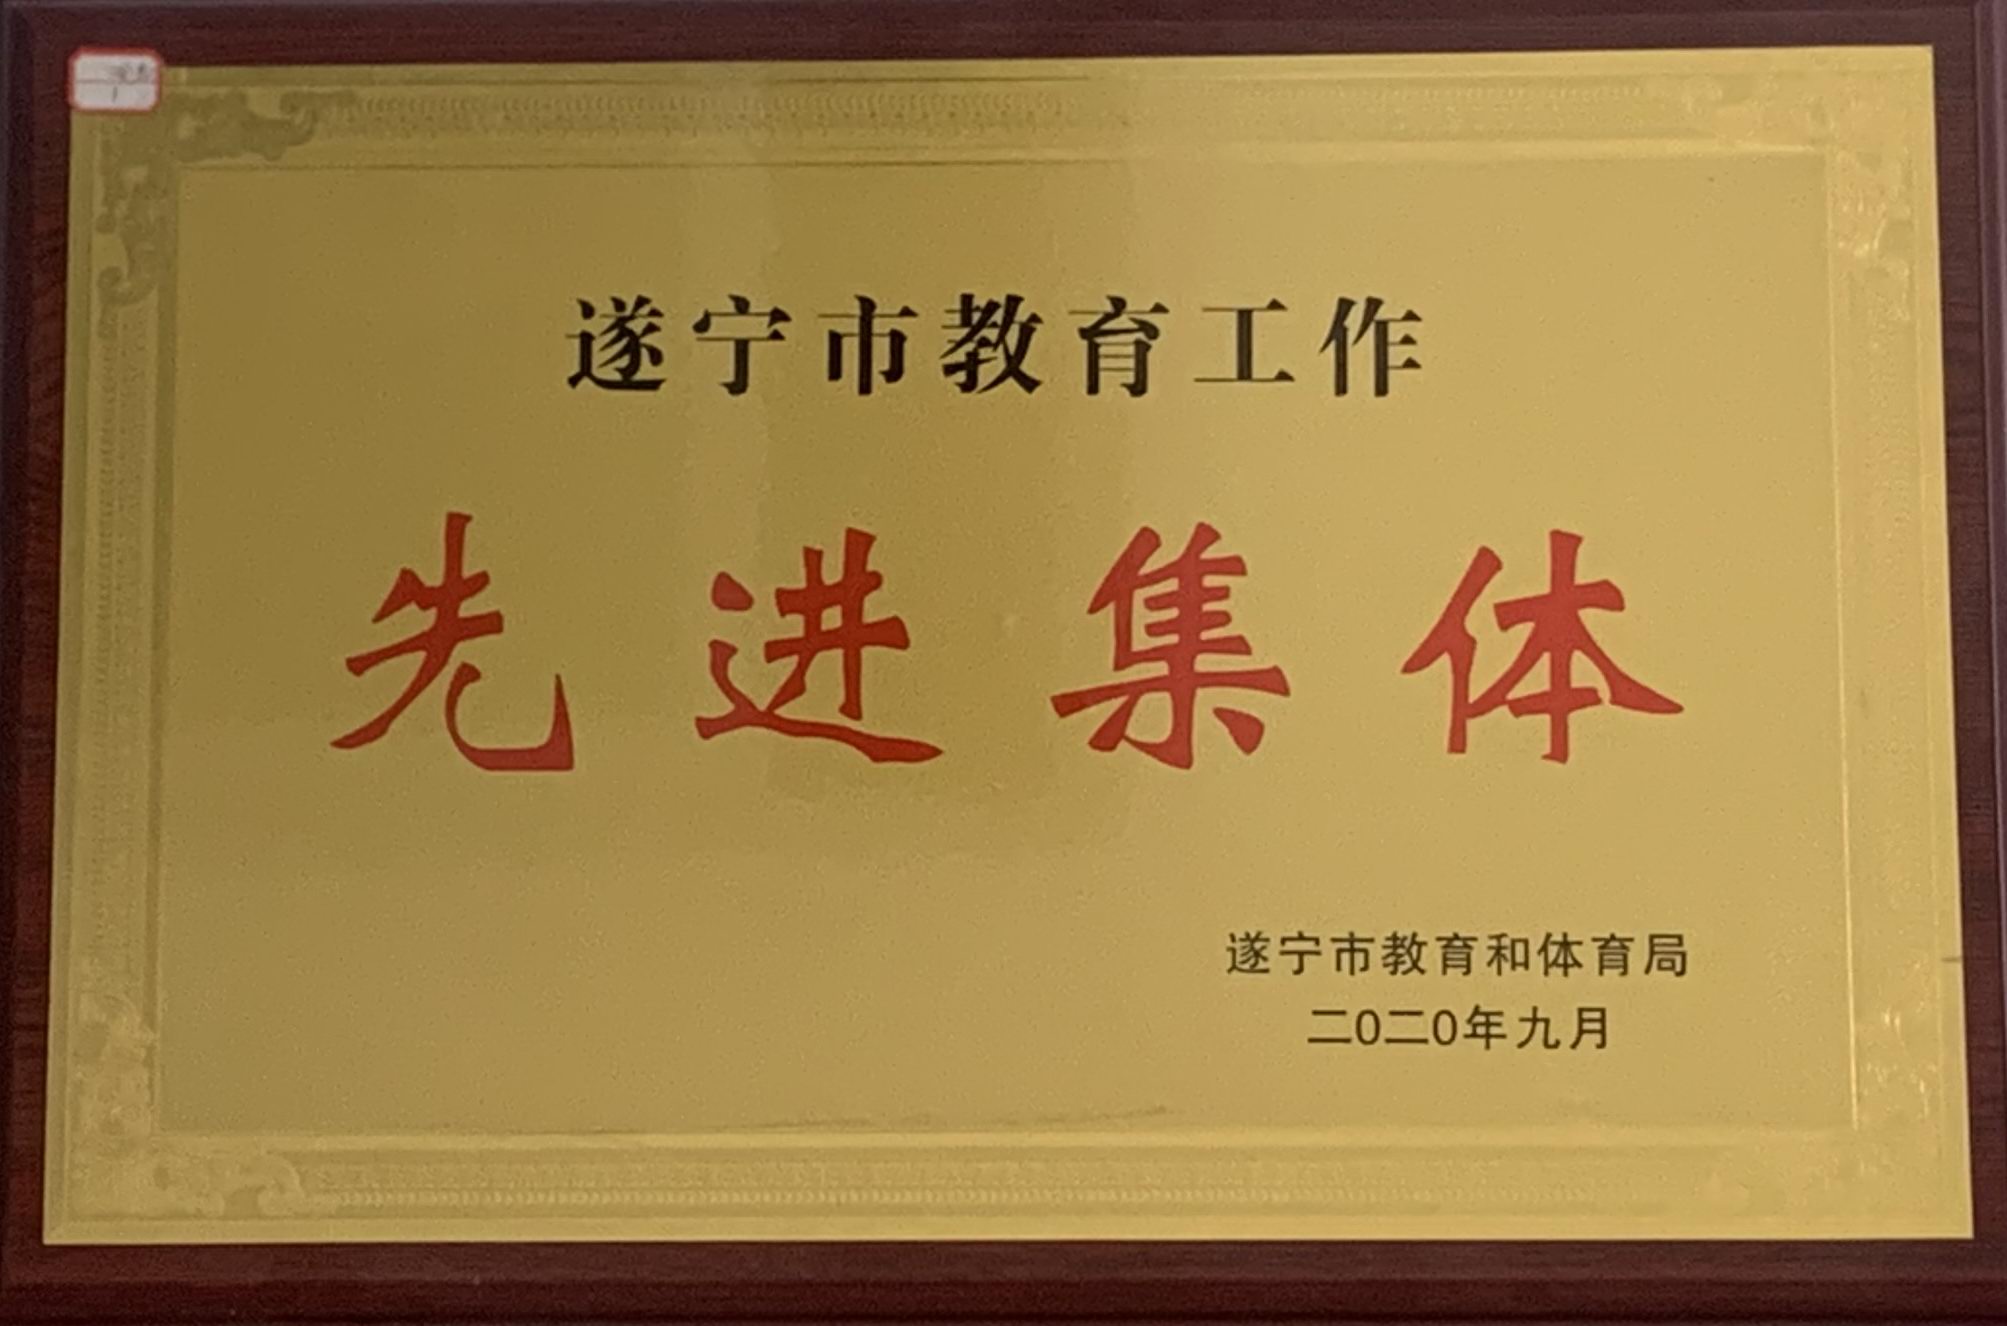 遂宁市教育工作
先进集体
遂宁市教育和体育局
二0二0年九月